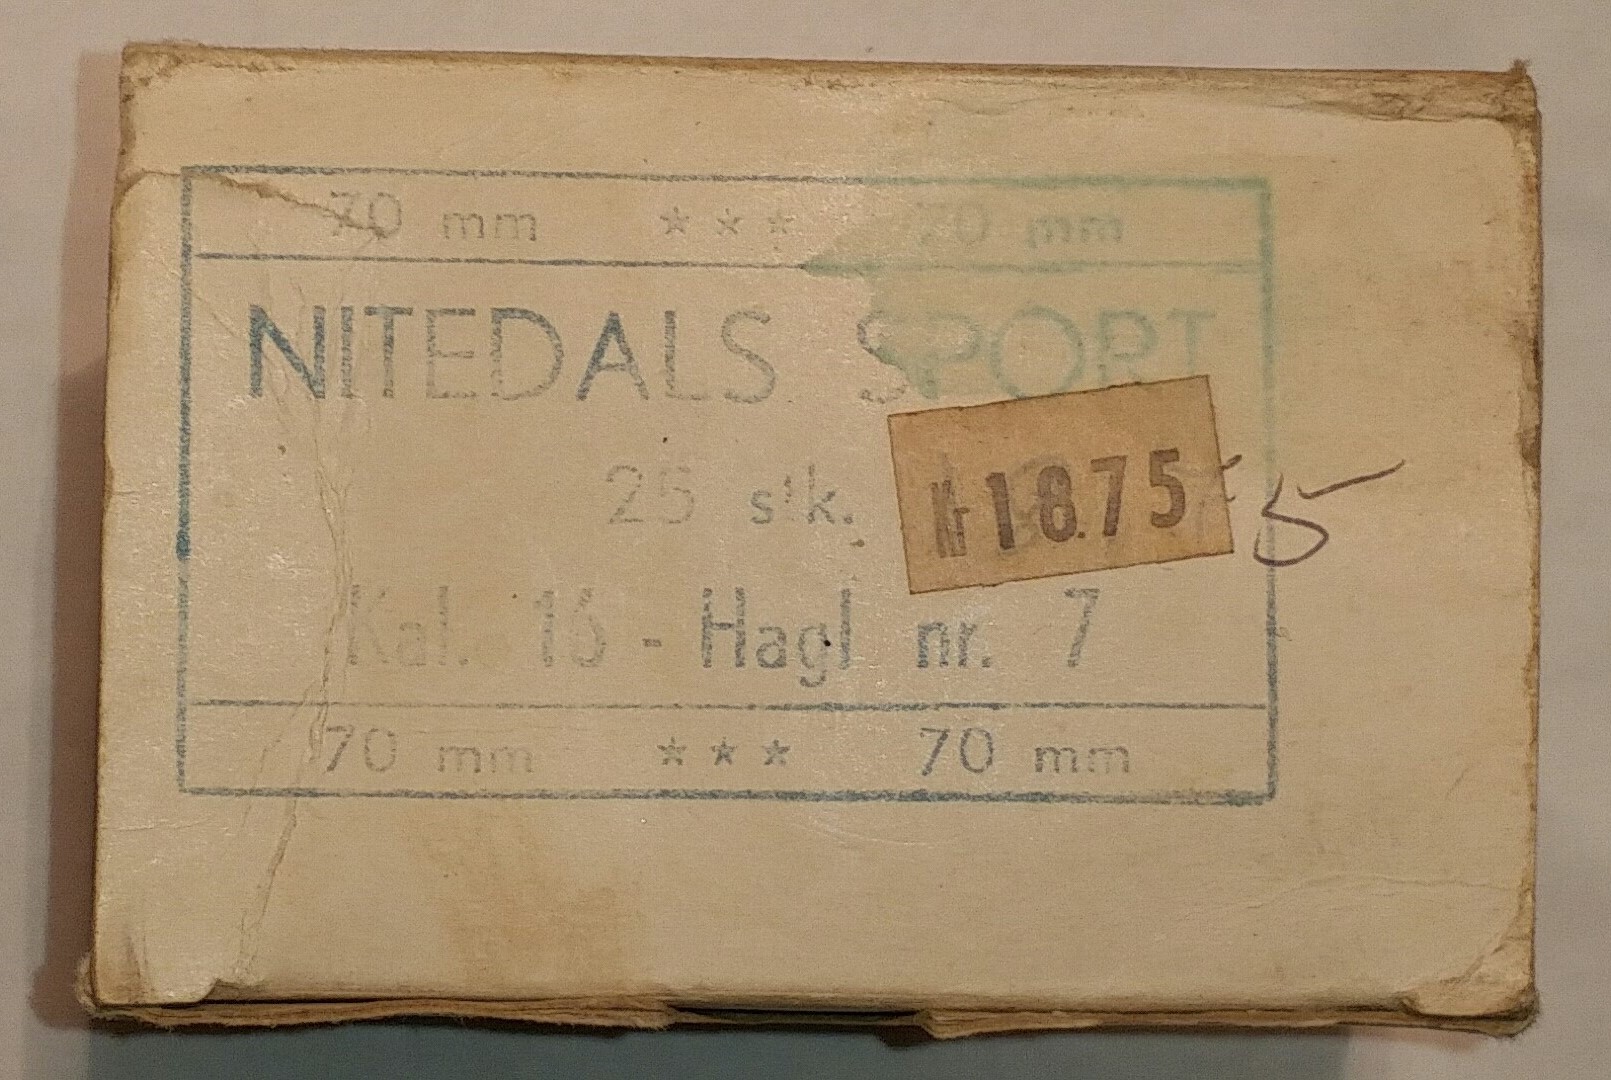 70 mm *** 70 mm
NITEDALS SPORT
25 stk.
Kr 18.75
5
Kal. 16 - Hagl nr. 7
70 mm *** 70 mm